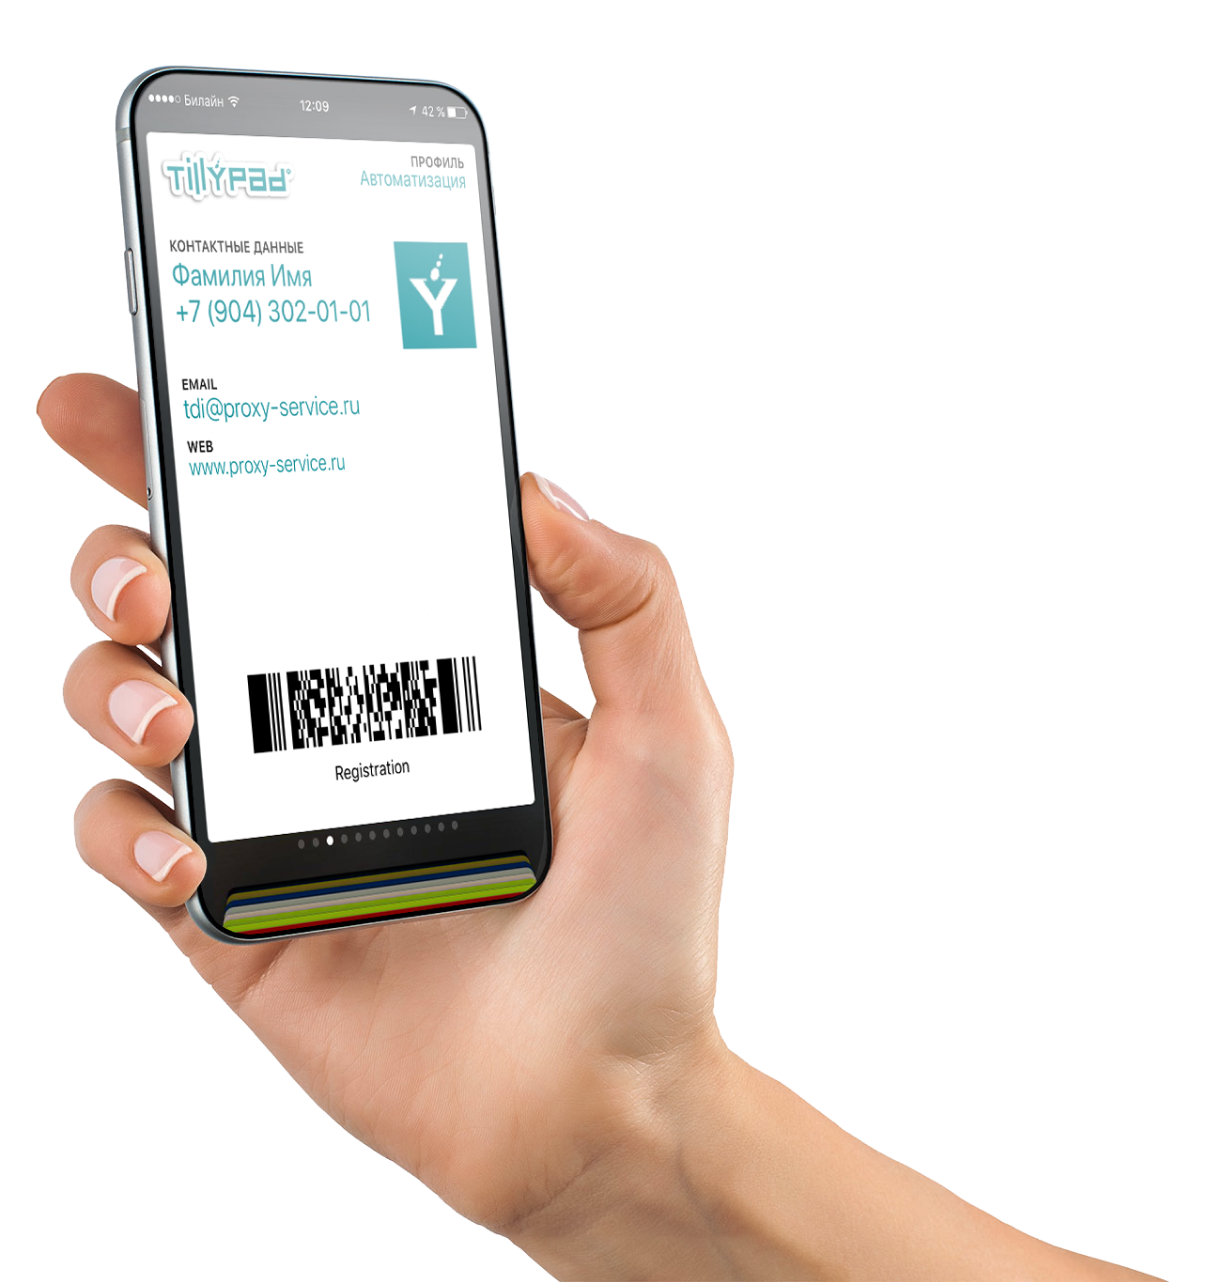 Билайн 12:09 42 %
TillYPad
ПРОФИЛЬ
Автоматизация
КОНТАКТНЫЕ ДАННЫЕ
Фамилия Имя
+7 (904) 302-01-01
EMAIL
tdi@proxy-service.ru
WEB
www.proxy-service.ru
Registration